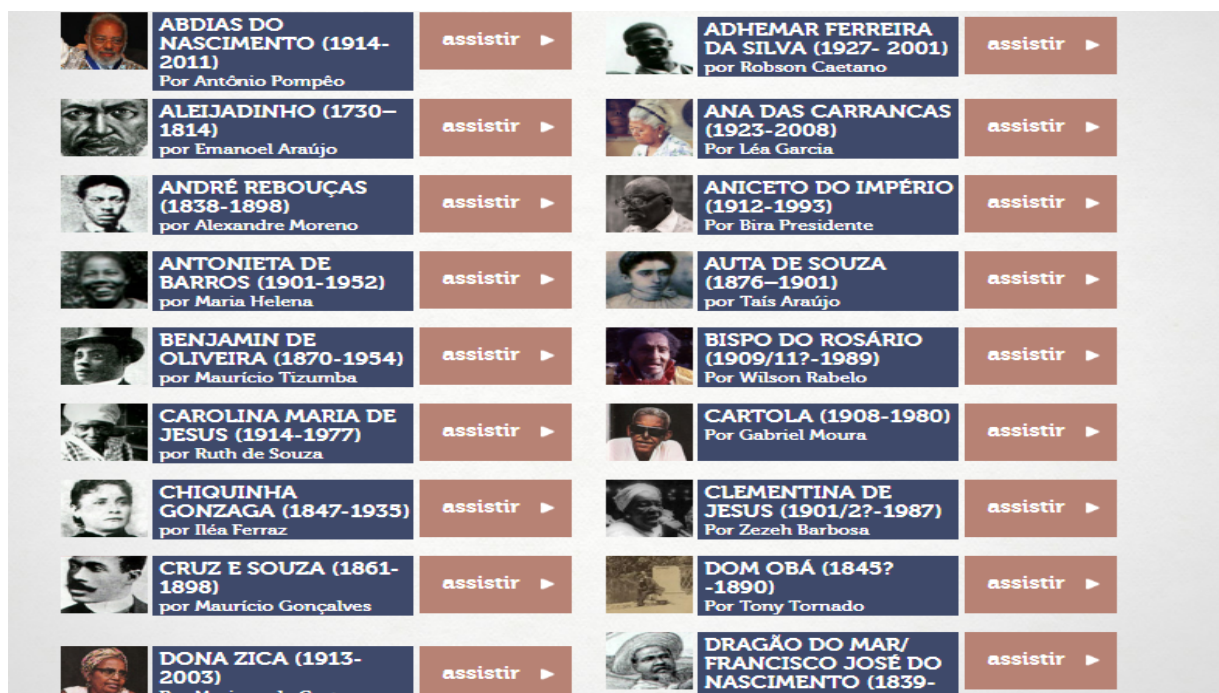 ABDIAS DO
NASCIMENTO (1914-
2011)
Por Antônio Pompêo
assistir
ADHEMAR FERREIRA
DA SILVA (1927- 2001)
por Robson Caetano
assistir
ALEIJADINHO (1730–
1814)
por Emanoel Araújo
assistir
ANA DAS CARRANCAS
(1923-2008)
Por Léa Garcia
assistir
ANDRÉ REBOUÇAS
(1838-1898)
por Alexandre Moreno
assistir
ANICETO DO IMPÉRIO
(1912-1993)
Por Bira Presidente
assistir
ANTONIETA DE
BARROS (1901-1952)
por Maria Helena
assistir
AUTA DE SOUZA
(1876–1901)
por Taís Araújo
assistir
BENJAMIN DE
OLIVEIRA (1870-1954)
por Maurício Tizumba
assistir
BISPO DO ROSÁRIO
(1909/11?-1989)
Por Wilson Rabelo
assistir
CAROLINA MARIA DE
JESUS (1914-1977)
por Ruth de Souza
assistir
CARTOLA (1908-1980)
Por Gabriel Moura
assistir
CHIQUINHA
GONZAGA (1847-1935)
por Iléa Ferraz
assistir
CLEMENTINA DE
JESUS (1901/2?-1987)
Por Zezeh Barbosa
assistir
CRUZ E SOUZA (1861-
1898)
por Maurício Gonçalves
assistir
DOM OBÁ (1845?
-1890)
Por Tony Tornado
assistir
DONA ZICA (1913-
2003)
assistir
DRAGÃO DO MAR/
FRANCISCO JOSÉ DO
NASCIMENTO (1839-
assistir